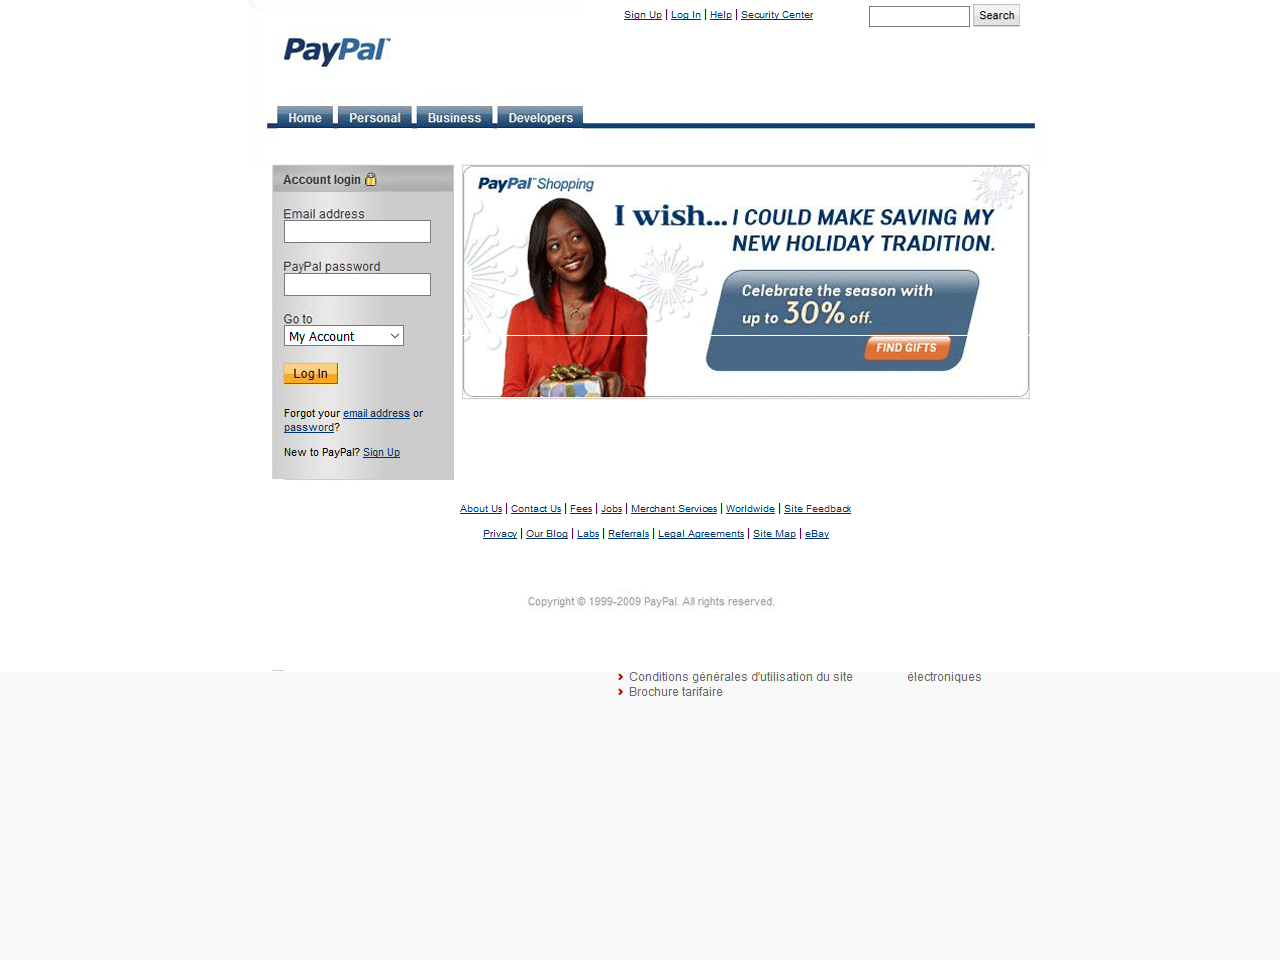 Sign Up | Log In | Help | Security Center
Search
PayPal™
Home Personal Business Developers
Account login
Email address
PayPal password
Go to
My Account
Log In
Forgot your email address or
password?
New to PayPal? Sign Up
PayPal™ Shopping
I wish... I COULD MAKE SAVING MY
NEW HOLIDAY TRADITION.
Celebrate the season with
up to 30% off.
FIND GIFTS
About Us | Contact Us | Fees | Jobs | Merchant Services | Worldwide | Site Feedback
Privacy | Our Blog | Labs | Referrals | Legal Agreements | Site Map | eBay
Copyright © 1999-2009 PayPal. All rights reserved.
Conditions générales d'utilisation du site électroniques
Brochure tarifaire